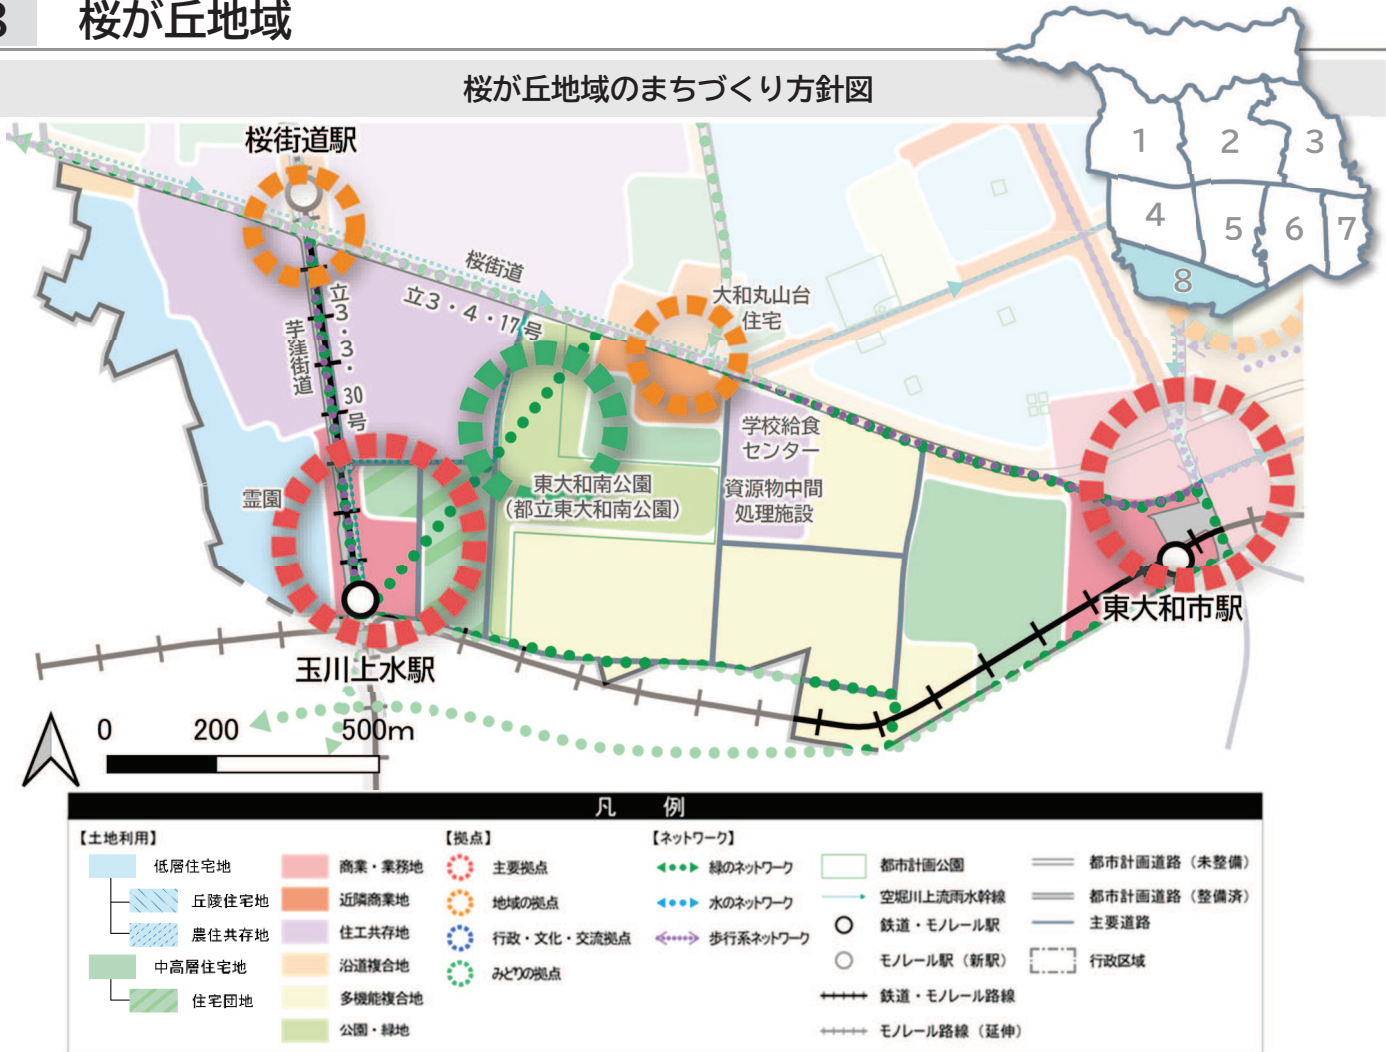 8 桜が丘地域
桜が丘地域のまちづくり方針図
1
2
3
4
5
6
7
8
桜街道駅
桜街道
立3・4・17号
大和丸山台
住宅
立3・3・30号
芋窪街道
学校給食
センター
資源物中間
処理施設
東大和南公園
（都立東大和南公園）
霊園
東大和市駅
玉川上水駅
0 200 500m
凡 例
【土地利用】
低層住宅地
丘陵住宅地
農住共存地
中高層住宅地
住宅団地
商業・業務地
近隣商業地
住工共存地
沿道複合地
多機能複合地
公園・緑地
【拠点】
主要拠点
地域の拠点
行政・文化・交流拠点
みどりの拠点
【ネットワーク】
緑のネットワーク
水のネットワーク
歩行系ネットワーク
都市計画公園
空堀川上流雨水幹線
鉄道・モノレール駅
モノレール駅（新駅）
鉄道・モノレール路線
モノレール路線（延伸）
都市計画道路（未整備）
都市計画道路（整備済）
主要道路
行政区域